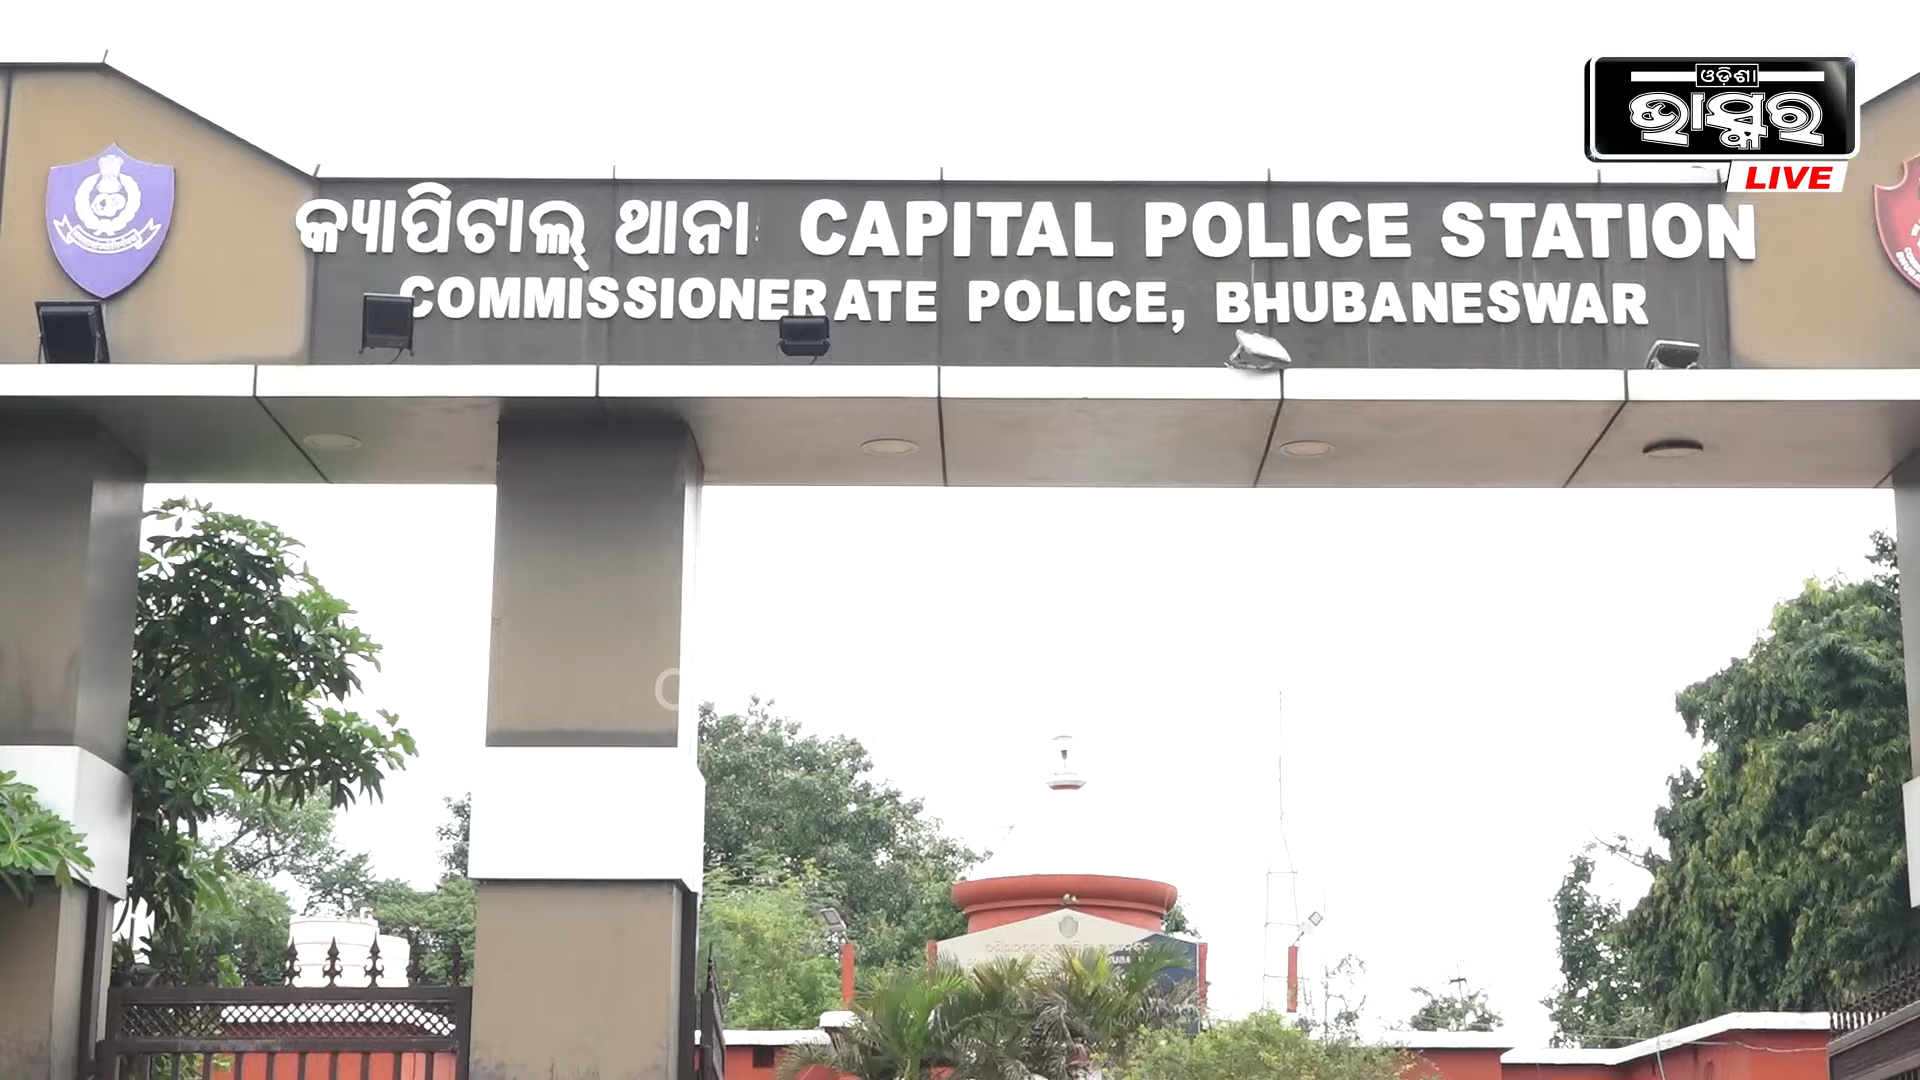 ଓଡ଼ିଶା
ଭାସ୍କର
LIVE
କ୍ୟାପିଟାଲ୍ ଥାନା CAPITAL POLICE STATION
COMMISSIONERATE POLICE, BHUBANESWAR